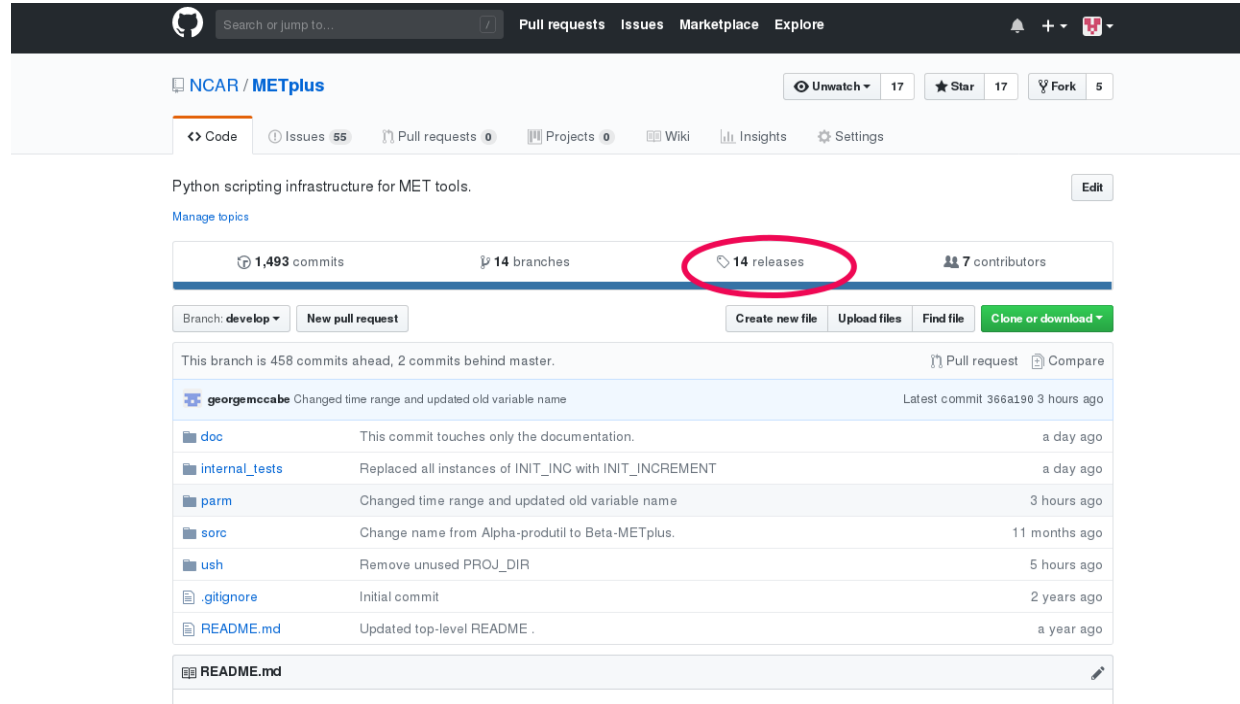 Search or jump to... / Pull requests Issues Marketplace Explore
NCAR / METplus Unwatch 17 Star 17 Fork 5
Code Issues 55 Pull requests 0 Projects 0 Wiki Insights Settings
Python scripting infrastructure for MET tools. Edit
Manage topics
1,493 commits 14 branches 14 releases 7 contributors
Branch: develop New pull request Create new file Upload files Find file Clone or download
This branch is 458 commits ahead, 2 commits behind master. Pull request Compare
georgemccabe Changed time range and updated old variable name Latest commit 366a190 3 hours ago
doc This commit touches only the documentation. a day ago
internal_tests Replaced all instances of INIT_INC with INIT_INCREMENT a day ago
parm Changed time range and updated old variable name 3 hours ago
sorc Change name from Alpha-produtil to Beta-METplus. 11 months ago
ush Remove unused PROJ_DIR 5 hours ago
.gitignore Initial commit 2 years ago
README.md Updated top-level README . a year ago
README.md